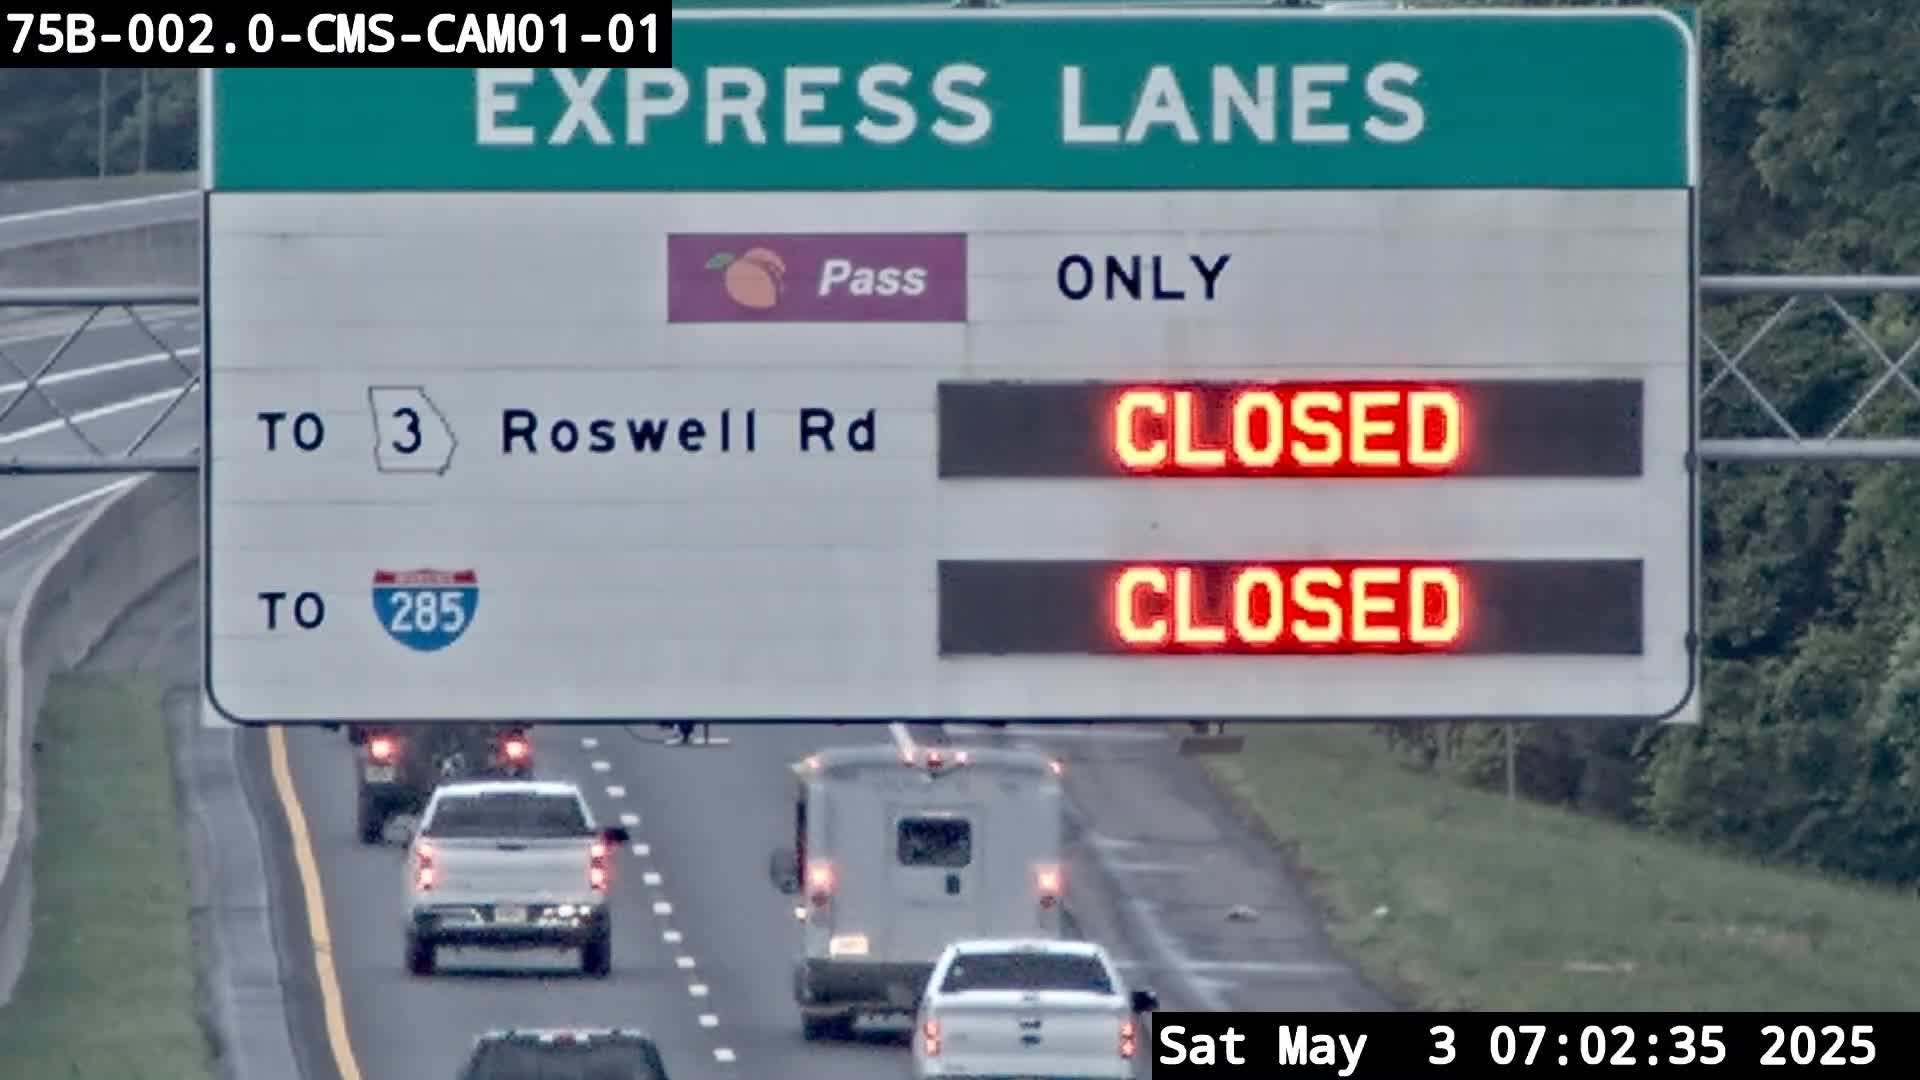 75B-002.0-CMS-CAM01-01
EXPRESS LANES
Pass ONLY
TO 3 Roswell Rd CLOSED
TO 285 CLOSED
Sat May 3 07:02:35 2025